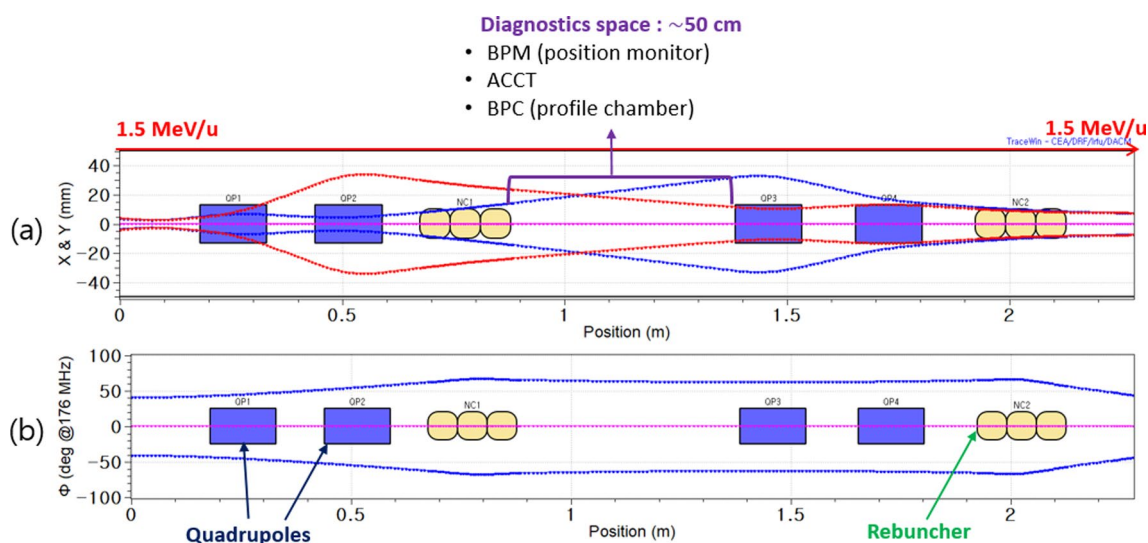 Diagnostics space : ~50 cm
• BPM (position monitor)
• ACCT
• BPC (profile chamber)
1.5 MeV/u
1.5 MeV/u
TraceWin - CEA/DRF/Irfu/DACM
(a)
X & Y (mm)
40
20
0
-20
-40
QP1
QP2
NC1
QP3
QP4
NC2
0
0.5
1
1.5
2
Position (m)
(b)
Φ (deg @176 MHz)
100
50
0
-50
-100
QP1
QP2
NC1
QP3
QP4
NC2
0
0.5
1
1.5
2
Position (m)
Quadrupoles
Rebuncher